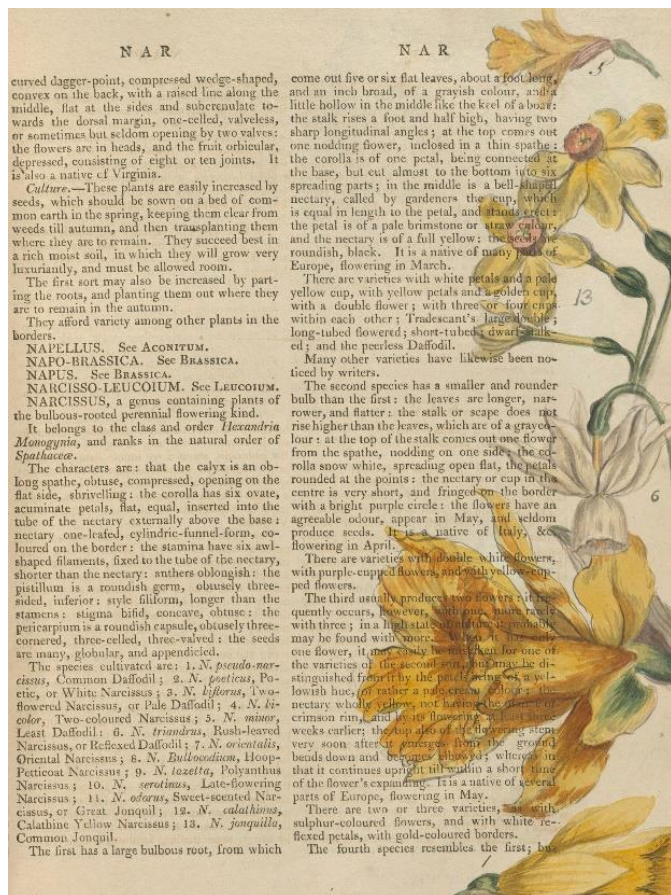 NAR
curved dagger-point, compressed wedge-shaped,
convex on the back, with a raised line along the
middle, flat at the sides and subcrenulate to-
wards the dorsal margin, one-celled, valveless,
or sometimes but seldom opening by two valves:
the flowers are in heads, and the fruit orbicular,
depressed, consisting of eight or ten joints. It
is also a native of Virginia.
Culture.—These plants are easily increased by
seeds, which should be sown on a bed of com-
mon earth in the spring, keeping them clear from
weeds till autumn, and then transplanting them
where they are to remain. They succeed best in
a rich moist soil, in which they will grow very
luxuriantly, and must be allowed room.
The first sort may also be increased by part-
ing the roots, and planting them out where they
are to remain in the autumn.
They afford variety among other plants in the
borders.
NAPELLUS. See ACONITUM.
NAPO-BRASSICA. See BRASSICA.
NAPUS. See BRASSICA.
NARCISSO-LEUCOIUM. See LEUCOIUM.
NARCISSUS, a genus containing plants of
the bulbous-rooted perennial flowering kind.
It belongs to the class and order Hexandria
Monogynia, and ranks in the natural order of
Spathaceæ.
The characters are: that the calyx is an ob-
long spathe, obtuse, compressed, opening on the
flat side, shrivelling: the corolla has six ovate,
acuminate petals, flat, equal, inserted into the
tube of the nectary externally above the base:
nectary one-leafed, cylindric-funnel-form, co-
loured on the border: the stamina have six awl-
shaped filaments, fixed to the tube of the nectary,
shorter than the nectary: anthers oblongish: the
pistillum is a roundish germ, obtusely three-
sided, inferior: style filiform, longer than the
stamens: stigma bifid, concave, obtuse: the
pericarpium is a roundish capsule, obtusely three-
cornered, three-celled, three-valved: the seeds
are many, globular, and appendicled.
The species cultivated are: 1. N. pseudo-nar-
cissus, Common Daffodil; 2. N. poeticus, Po-
etic, or White Narcissus; 3. N. biflorus, Two-
flowered Narcissus, or Pale Daffodil; 4. N. bi-
color, Two-coloured Narcissus; 5. N. minor,
Least Daffodil: 6. N. triandrus, Rush-leaved
Narcissus, or Reflexed Daffodil; 7. N. orientalis,
Oriental Narcissus; 8. N. Bulbocodium, Hoop-
Petticoat Narcissus; 9. N. tazetta, Polyanthus
Narcissus; 10. N. serotinus, Late-flowering
Narcissus; 11. N. odorus, Sweet-scented Nar-
cissus, or Great Jonquil; 12. N. calathinus,
Calathine Yellow Narcissus; 13. N. jonquilla,
Common Jonquil.
The first has a large bulbous root, from which
NAR
come out five or six flat leaves, about a foot long,
and an inch broad, of a grayish colour, and a
little hollow in the middle like the keel of a boat:
the stalk rises a foot and half high, having two
sharp longitudinal angles; at the top comes out
one nodding flower, inclosed in a thin spathe:
the corolla is of one petal, being connected at
the base, but cut almost to the bottom into six
spreading parts; in the middle is a bell-shaped
nectary, called by gardeners the cup, which
is equal in length to the petal, and stands erect:
the petal is of a pale brimstone or straw colour,
and the nectary is of a full yellow: the seeds are
roundish, black. It is a native of many parts of
Europe, flowering in March.
There are varieties with white petals and a pale
yellow cup, with yellow petals and a golden cup,
with a double flower; with three or four cups
within each other; Tradescant's large double;
long-tubed flowered; short-tubed; dwarf-stalk-
ed; and the peerless Daffodil.
Many other varieties have likewise been no-
ticed by writers.
The second species has a smaller and rounder
bulb than the first: the leaves are longer, nar-
rower, and flatter: the stalk or scape does not
rise higher than the leaves, which are of a gray co-
lour: at the top of the stalk comes out one flower
from the spathe, nodding on one side; the co-
rolla snow white, spreading open flat, the petals
rounded at the points: the nectary or cup in the
centre is very short, and fringed on the border
with a bright purple circle: the flowers have an
agreeable odour, appear in May, and seldom
produce seeds. It is a native of Italy, &c.
flowering in April.
There are varieties with double white flowers,
with purple-cupped flowers, and with yellow-cup-
ped flowers.
The third usually produces two flowers: it fre-
quently occurs, however, with one, more rarely
with three; in a high state of culture it probably
may be found with more. When it has only
one flower, it may easily be mistaken for one of
the varieties of the second sort, but may be di-
stinguished from it by the petals being of a yel-
lowish hue, or rather a pale cream colour: the
nectary wholly yellow, not having the
crimson rim, and by its flowering at least three
weeks earlier; the top also of the flowering stem
very soon after it emerges from the ground
bends down and becomes elbowed; whereas in
that it continues upright till within a short time
of the flower's expanding. It is a native of several
parts of Europe, flowering in May.
There are two or three varieties, as with
sulphur-coloured flowers, and with white re-
flexed petals, with gold-coloured borders.
The fourth species resembles the first; but
5
13
6
1